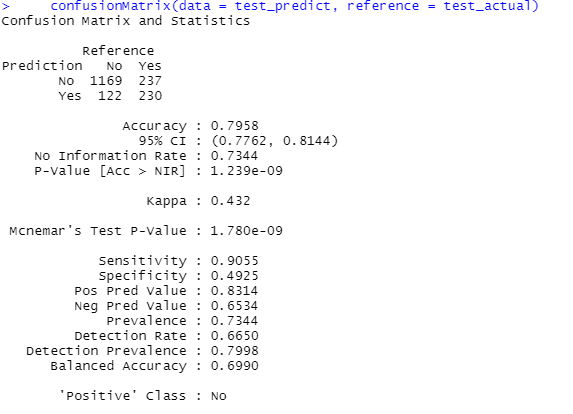 > confusionMatrix(data = test_predict, reference = test_actual)
Confusion Matrix and Statistics
Reference
Prediction No Yes
No 1169 237
Yes 122 230
Accuracy : 0.7958
95% CI : (0.7762, 0.8144)
No Information Rate : 0.7344
P-Value [Acc > NIR] : 1.239e-09
Kappa : 0.432
Mcnemar's Test P-Value : 1.780e-09
Sensitivity : 0.9055
Specificity : 0.4925
Pos Pred Value : 0.8314
Neg Pred Value : 0.6534
Prevalence : 0.7344
Detection Rate : 0.6650
Detection Prevalence : 0.7998
Balanced Accuracy : 0.6990
'Positive' Class : No